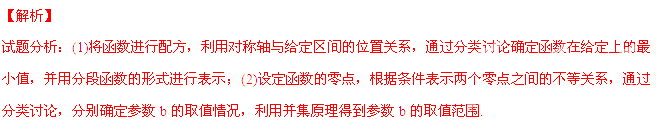 【解析】
试题分析：(1)将函数进行配方，利用对称轴与给定区间的位置关系，通过分类讨论确定函数在给定上的最
小值，并用分段函数的形式进行表示；(2)设定函数的零点，根据条件表示两个零点之间的不等关系，通过
分类讨论，分别确定参数 b 的取值情况，利用并集原理得到参数 b 的取值范围.